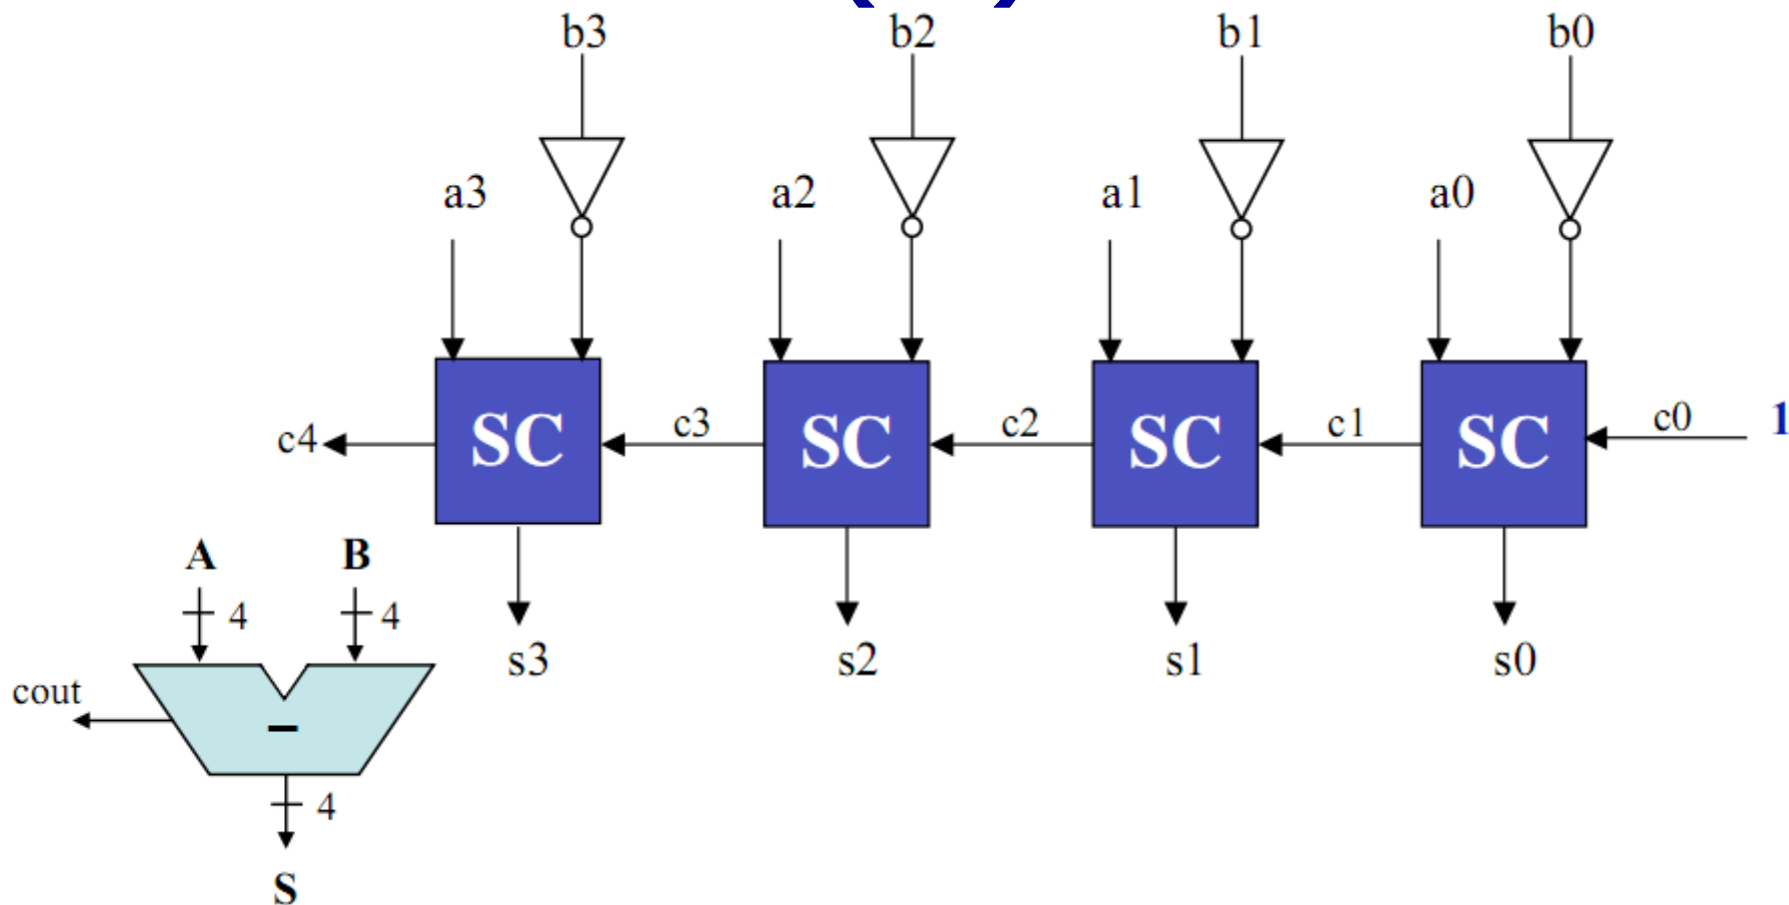 b3 b2 b1 b0
a3 a2 a1 a0
SC SC SC SC
c4 c3 c2 c1 c0 1
s3 s2 s1 s0
A B
4 4
cout
–
4
S